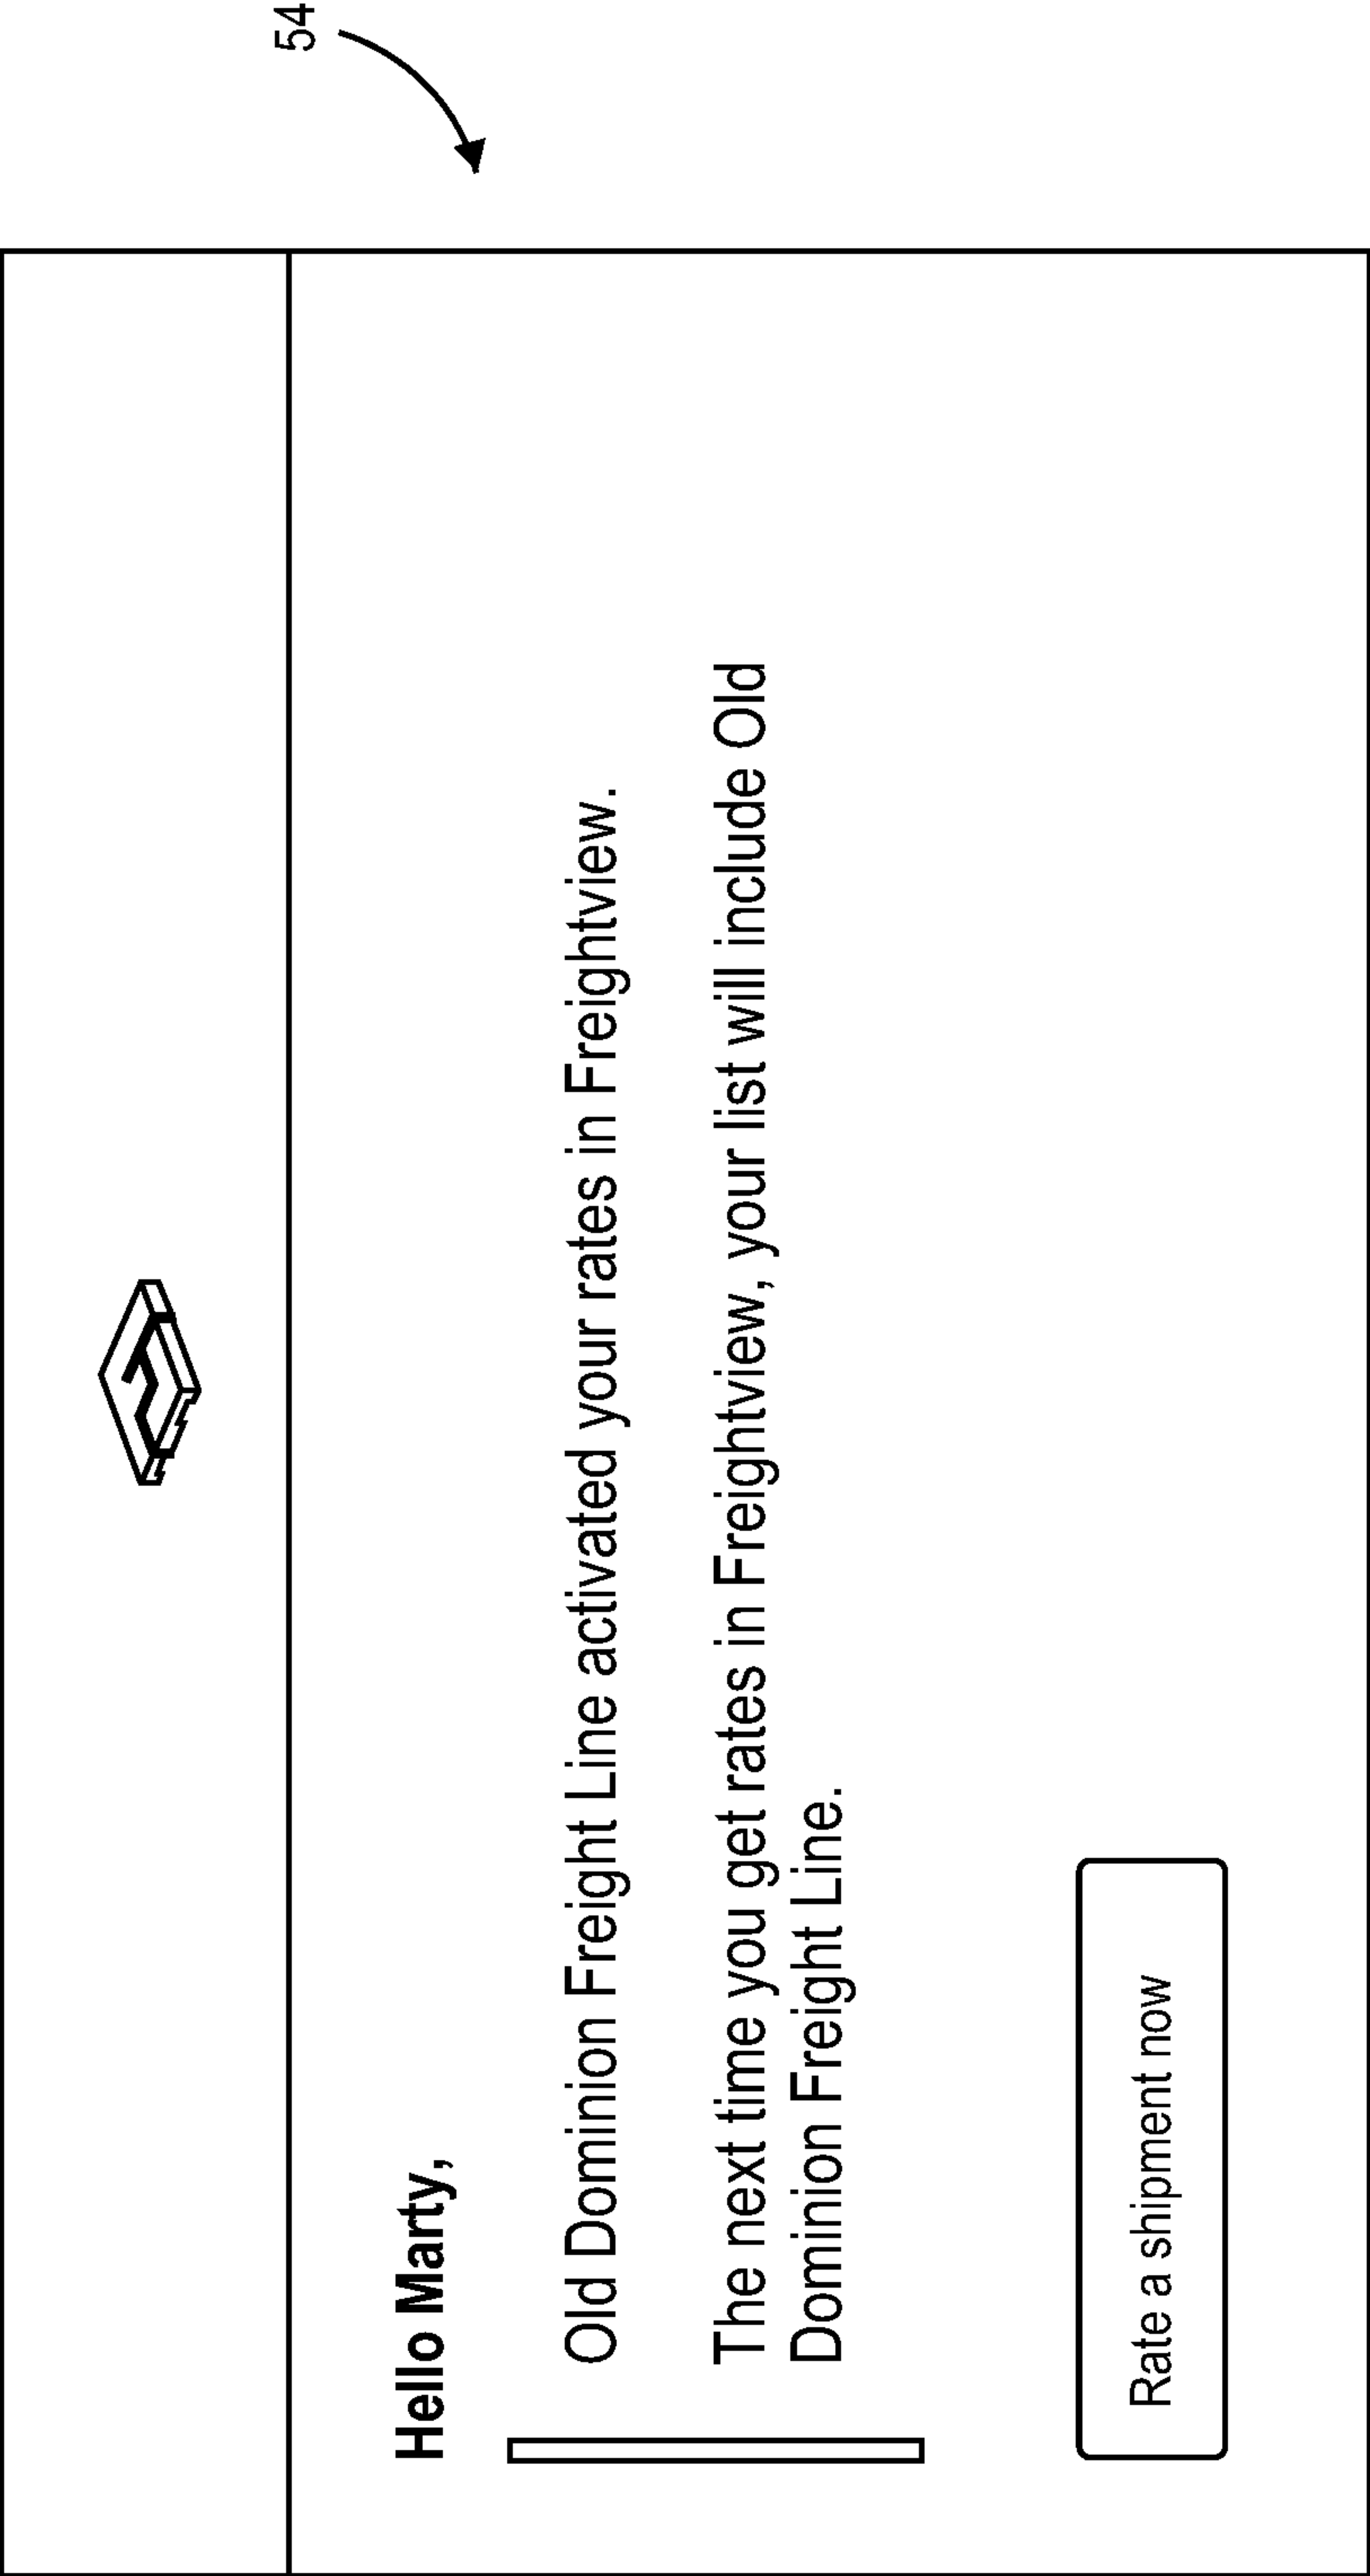 54
Hello Marty,
Old Dominion Freight Line activated your rates in Freightview.
The next time you get rates in Freightview, your list will include Old
Dominion Freight Line.
Rate a shipment now